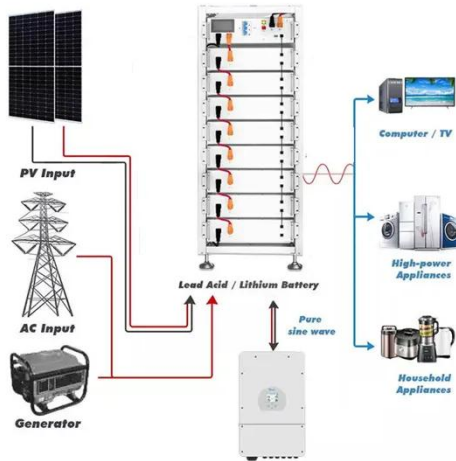 PV Input
AC Input
Generator
Lead Acid / Lithium Battery
Pure
sine wave
Computer / TV
High-power
Appliances
Household
Appliances